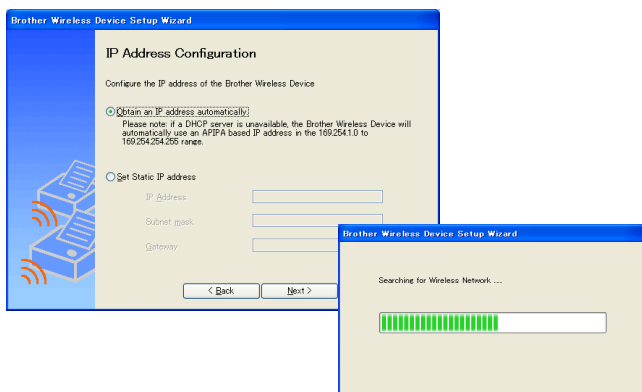 Brother Wireless Device Setup Wizard
IP Address Configuration
Configure the IP address of the Brother Wireless Device
Obtain an IP address automatically
Please note: if a DHCP server is unavailable, the Brother Wireless Device will
automatically use an APIPA based IP address in the 169.254.1.0 to
169.254.254.255 range.
Set Static IP address
IP Address
Subnet mask
Gateway
< Back
Next >
Brother Wireless Device Setup Wizard
Searching for Wireless Network ....